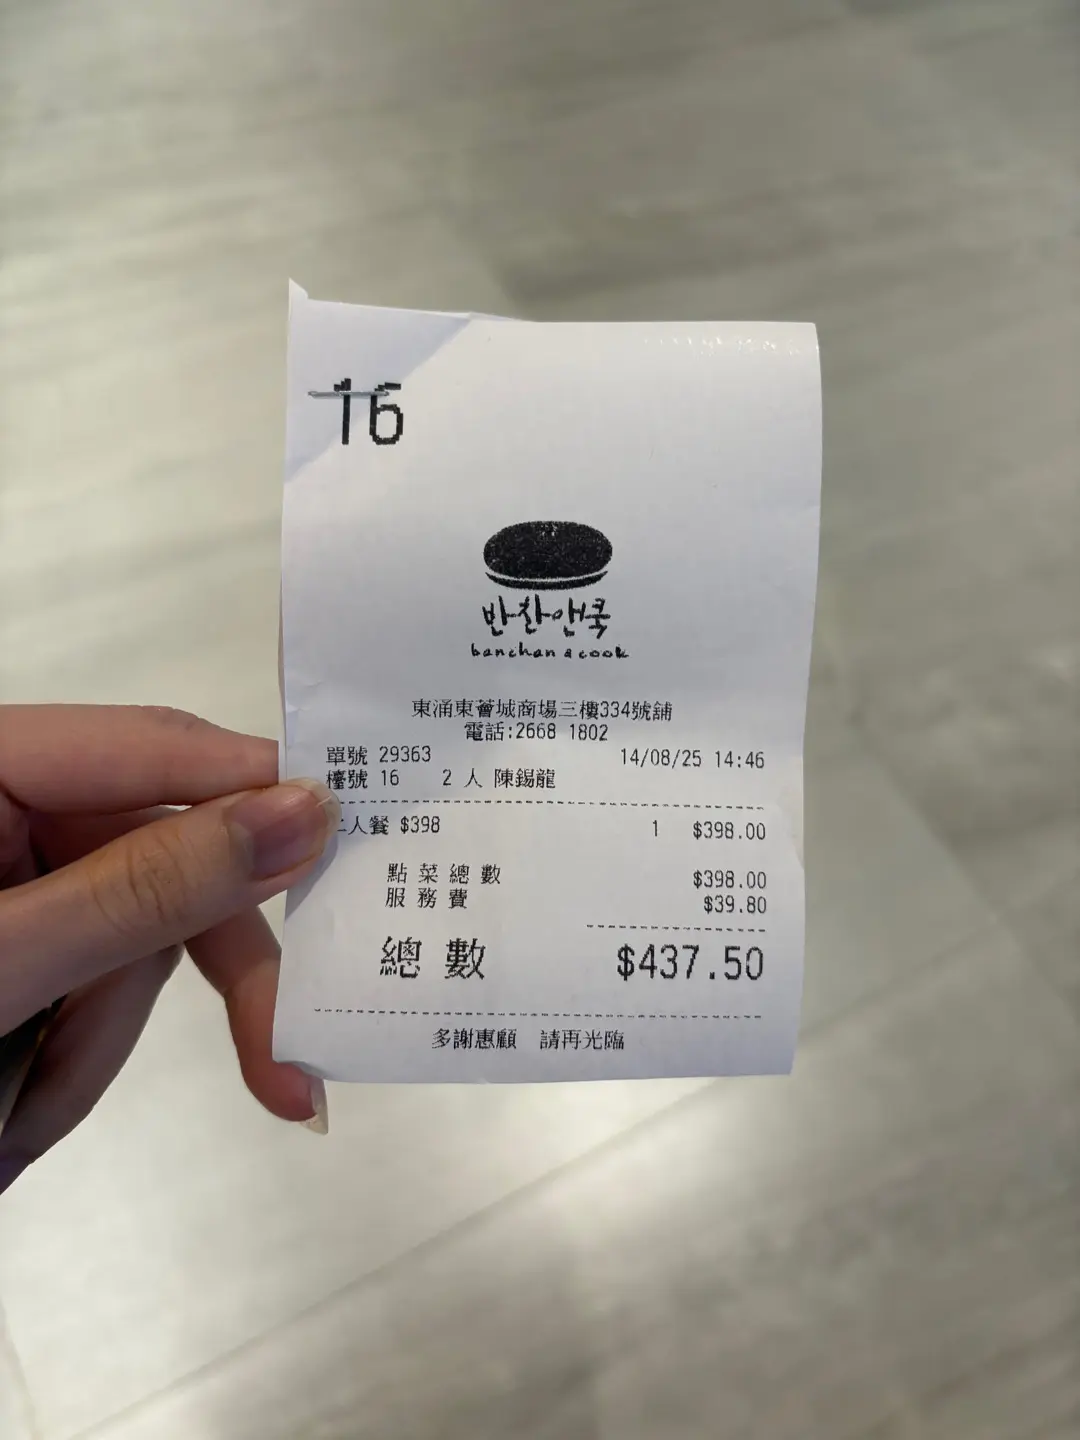 16
반찬앤쿡
banchan & cook
東涌東薈城商場三樓334號舖
電話:2668 1802
單號 29363 14/08/25 14:46
檯號 16 2 人 陳錫龍
二人餐 $398 1 $398.00
點菜總數 $398.00
服務費 $39.80
總數 $437.50
多謝惠顧 請再光臨